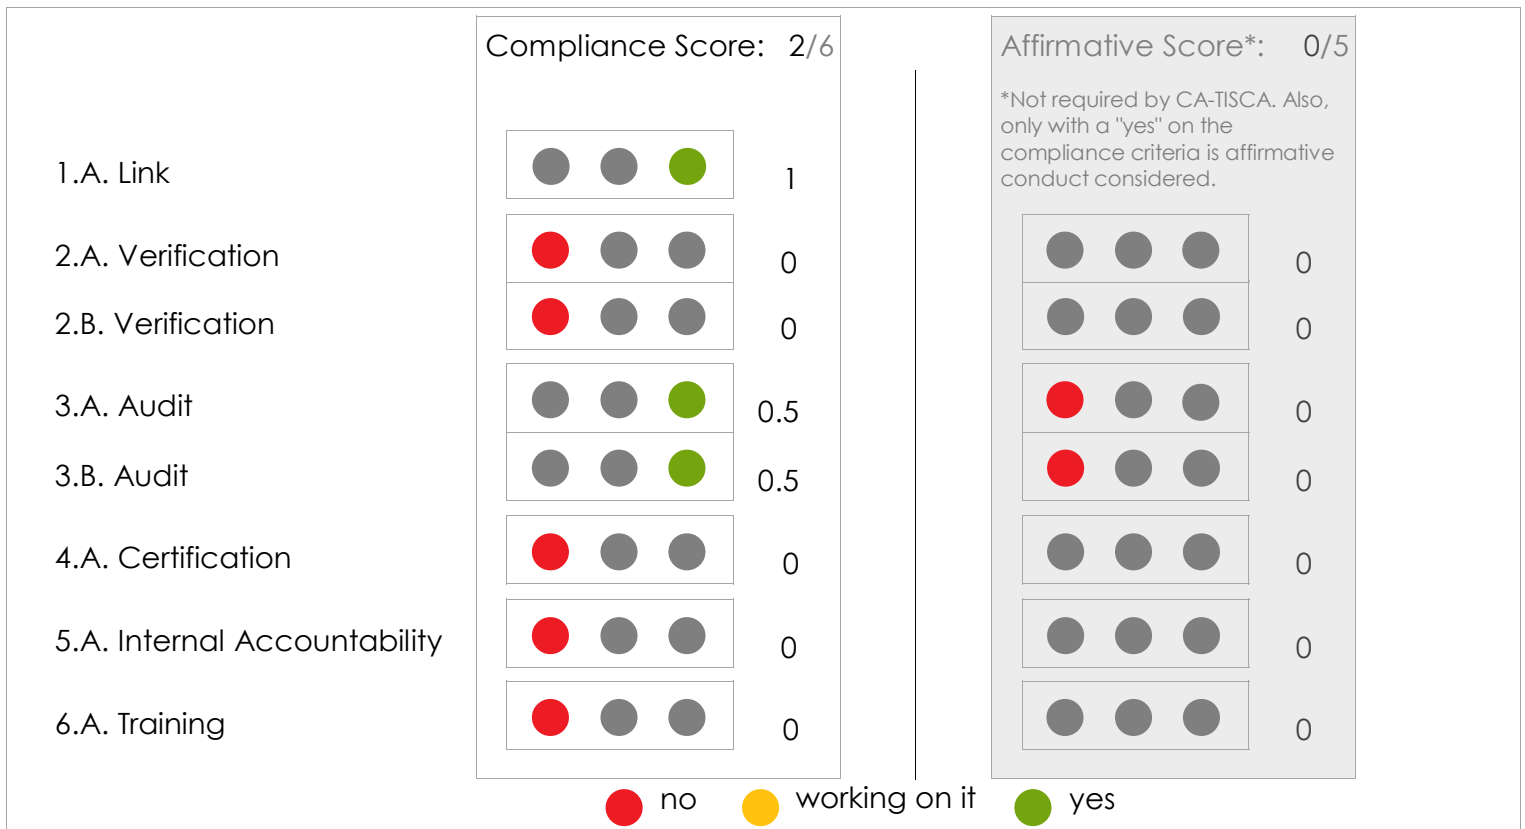 Compliance Score: 2/6
Affirmative Score*: 0/5
*Not required by CA-TISCA. Also,
only with a "yes" on the
compliance criteria is affirmative
conduct considered.
1.A. Link 1
2.A. Verification 0 0
2.B. Verification 0 0
3.A. Audit 0.5 0
3.B. Audit 0.5 0
4.A. Certification 0 0
5.A. Internal Accountability 0 0
6.A. Training 0 0
no working on it yes